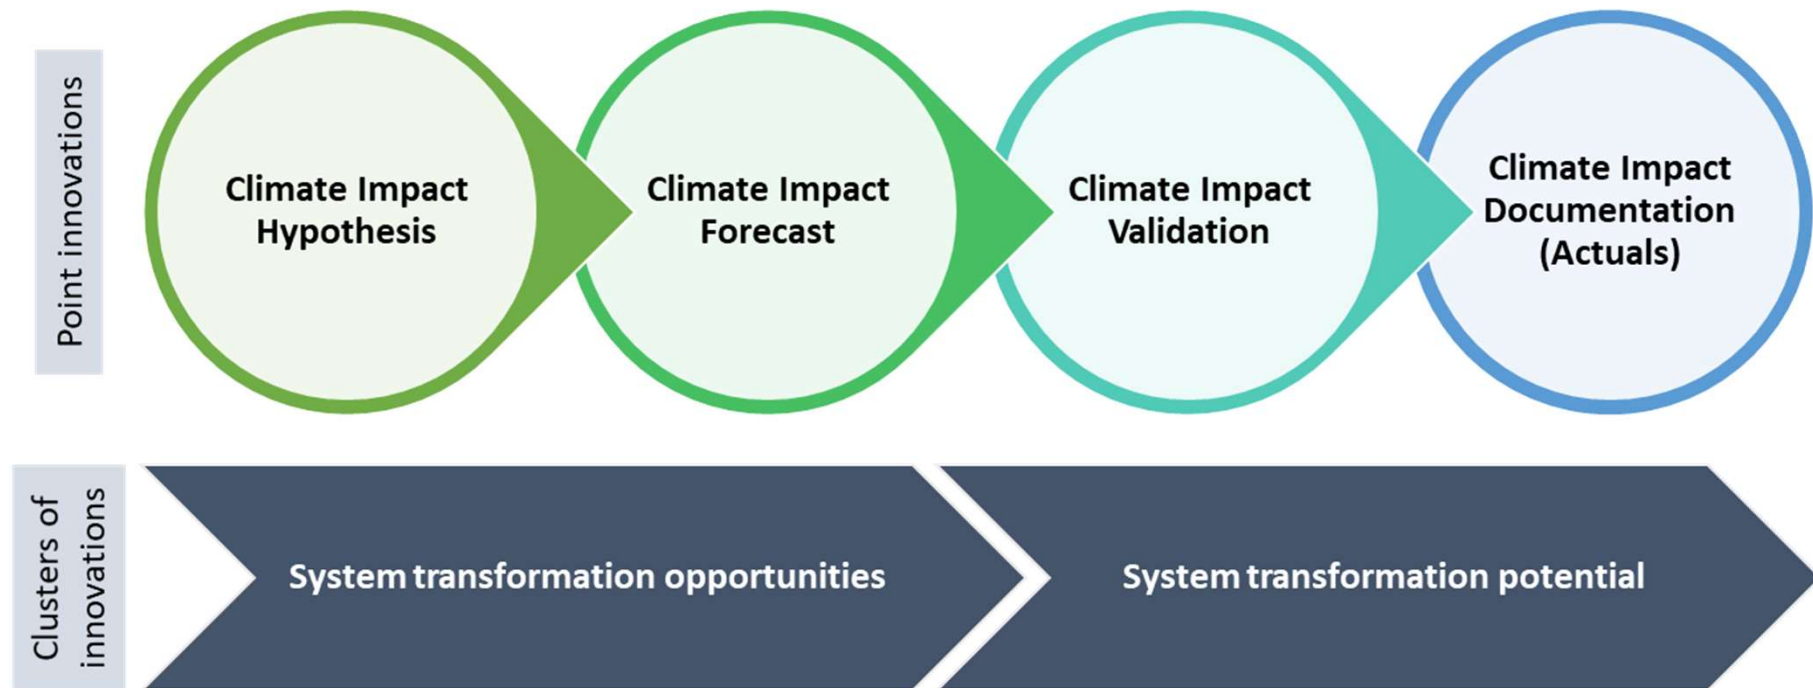 Point innovations
Climate Impact
Hypothesis
Climate Impact
Forecast
Climate Impact
Validation
Climate Impact
Documentation
(Actuals)
Clusters of
innovations
System transformation opportunities
System transformation potential